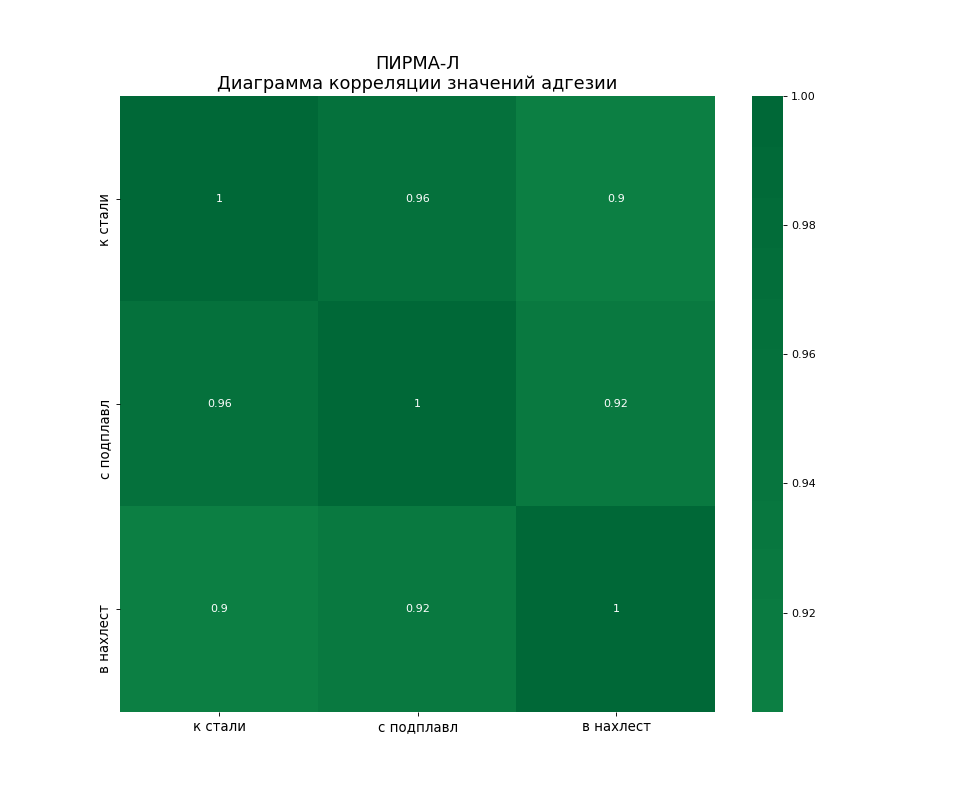 ПИРМА-Л
Диаграмма корреляции значений адгезии
к стали
1
0.96
0.9
с подплавл
0.96
1
0.92
в нахлест
0.9
0.92
1
к стали
с подплавл
в нахлест
1.00
0.98
0.96
0.94
0.92